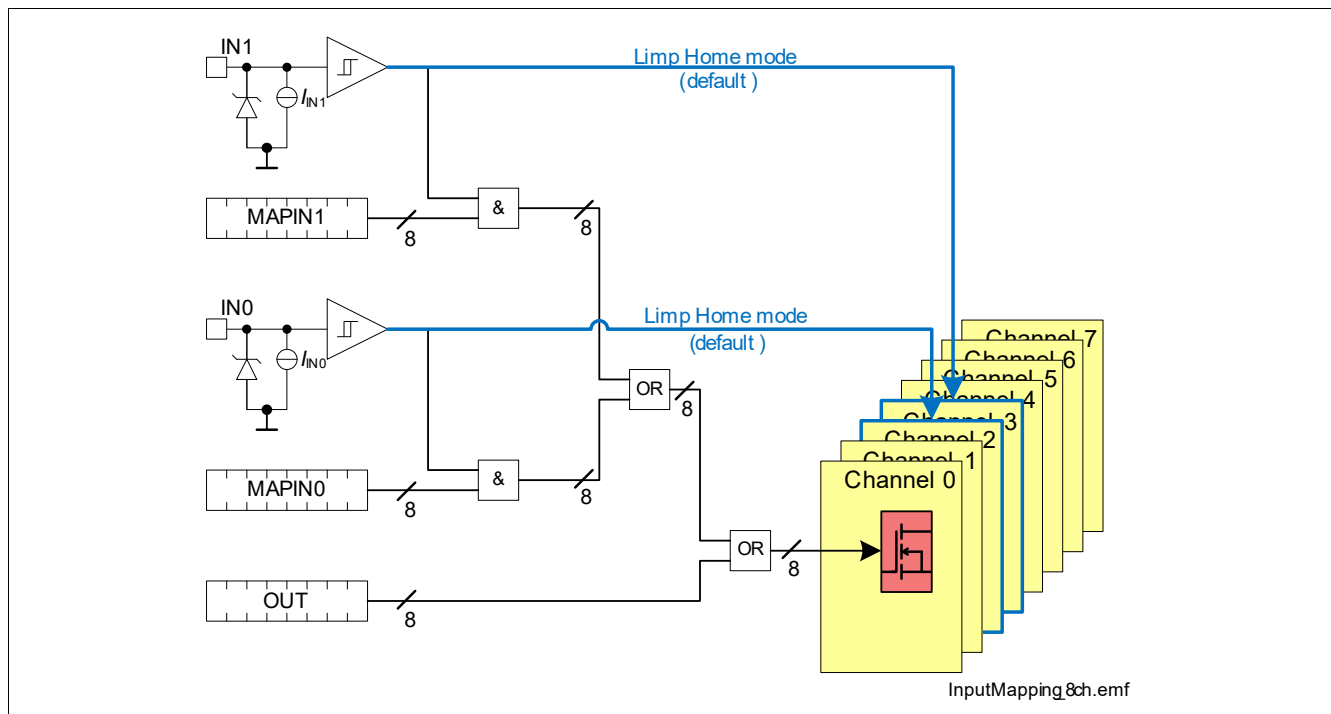 IN1
Limp Home mode
(default )
IIN1
MAPIN1
8
&
8
IN0
Limp Home mode
(default )
IIN0
Channel 7
Channel 6
Channel 5
Channel 4
Channel 3
Channel 2
Channel 1
Channel 0
OR
8
MAPIN0
8
&
8
OR
8
OUT
8
InputMapping_8ch.emf